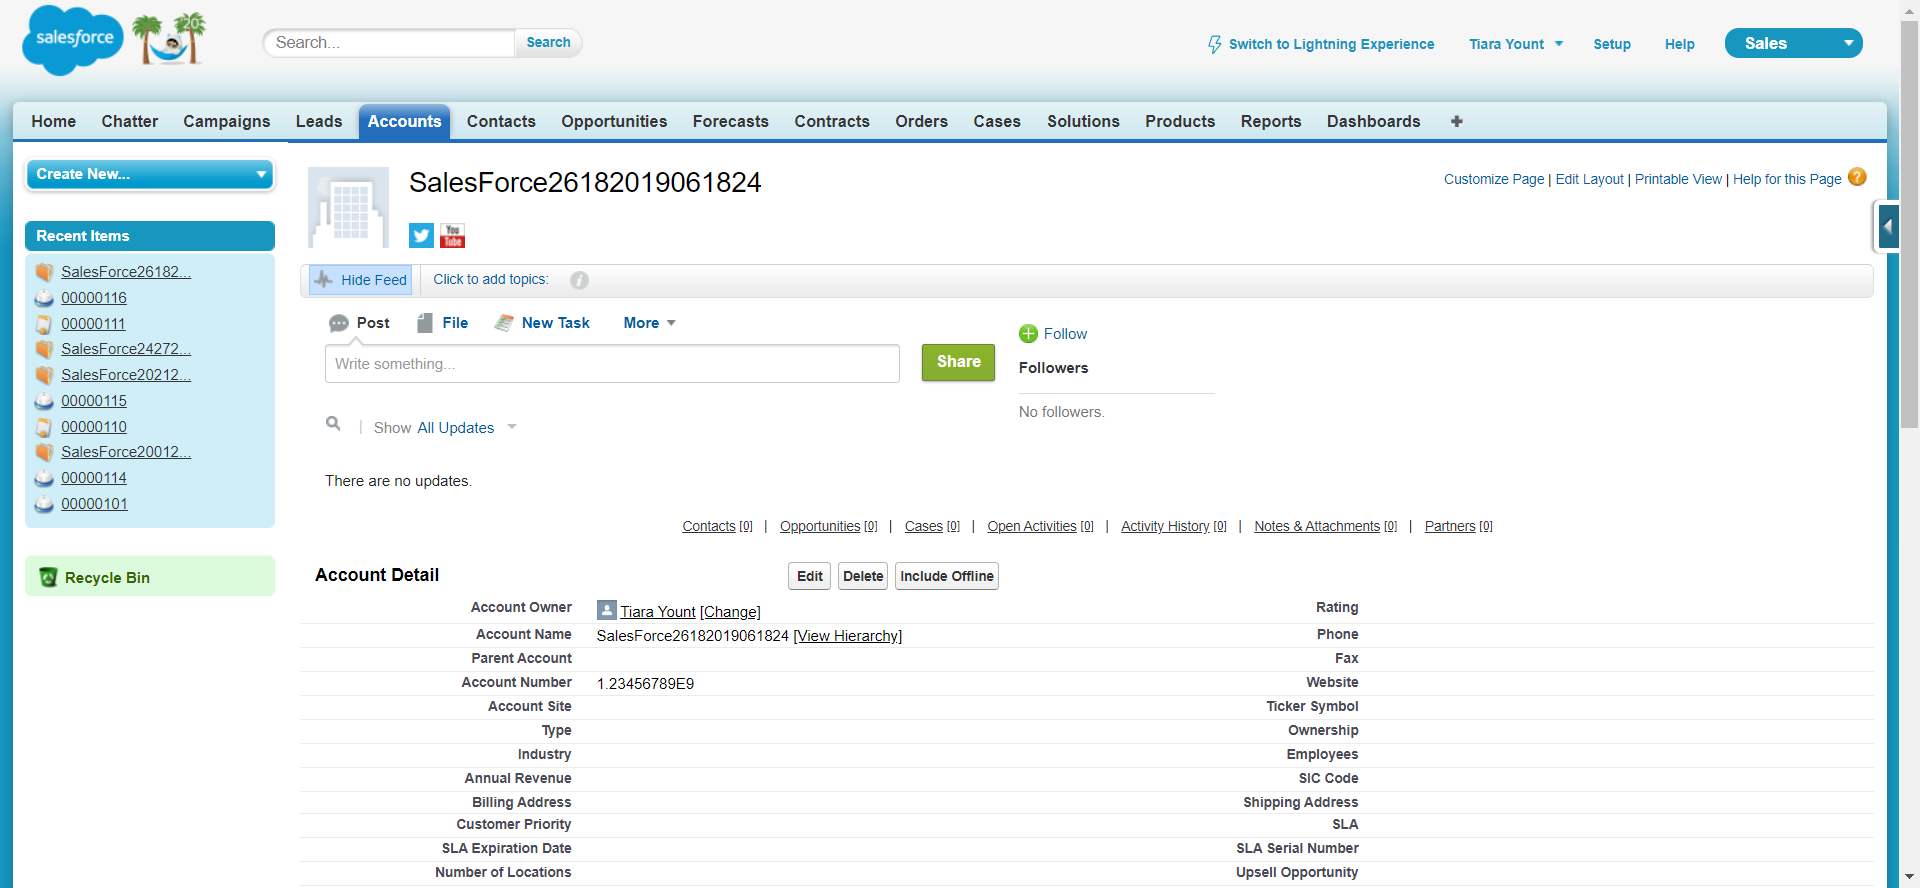 salesforce
20
Search...
Search
Switch to Lightning Experience
Tiara Yount
Setup
Help
Sales
Home
Chatter
Campaigns
Leads
Accounts
Contacts
Opportunities
Forecasts
Contracts
Orders
Cases
Solutions
Products
Reports
Dashboards
Create New...
Recent Items
SalesForce26182...
00000116
00000111
SalesForce24272...
SalesForce20212...
00000115
00000110
SalesForce20012...
00000114
00000101
Recycle Bin
SalesForce26182019061824
You
Tube
Customize Page | Edit Layout | Printable View | Help for this Page
Hide Feed
Click to add topics:
Post
File
New Task
More
Write something...
Share
Follow
Followers
No followers.
Show All Updates
There are no updates.
Contacts [0] | Opportunities [0] | Cases [0] | Open Activities [0] | Activity History [0] | Notes & Attachments [0] | Partners [0]
Account Detail
Edit
Delete
Include Offline
Account Owner Tiara Yount [Change]
Rating
Account Name SalesForce26182019061824 [View Hierarchy]
Phone
Parent Account
Fax
Account Number 1.23456789E9
Website
Account Site
Ticker Symbol
Type
Ownership
Industry
Employees
Annual Revenue
SIC Code
Billing Address
Shipping Address
Customer Priority
SLA
SLA Expiration Date
SLA Serial Number
Number of Locations
Upsell Opportunity